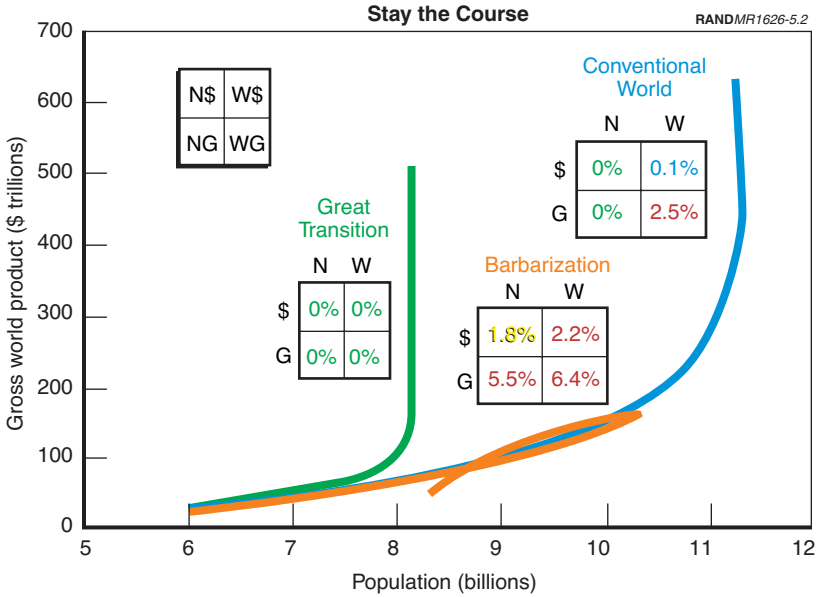 Stay the Course
RANDMR1626-5.2
Gross world product ($ trillions)
700
600
500
400
300
200
100
0
N$ W$
NG WG
Great
Transition
N W
$ 0% 0%
G 0% 0%
Conventional
World
N W
$ 0% 0.1%
G 0% 2.5%
Barbarization
N W
$ 1.8% 2.2%
G 5.5% 6.4%
5 6 7 8 9 10 11 12
Population (billions)